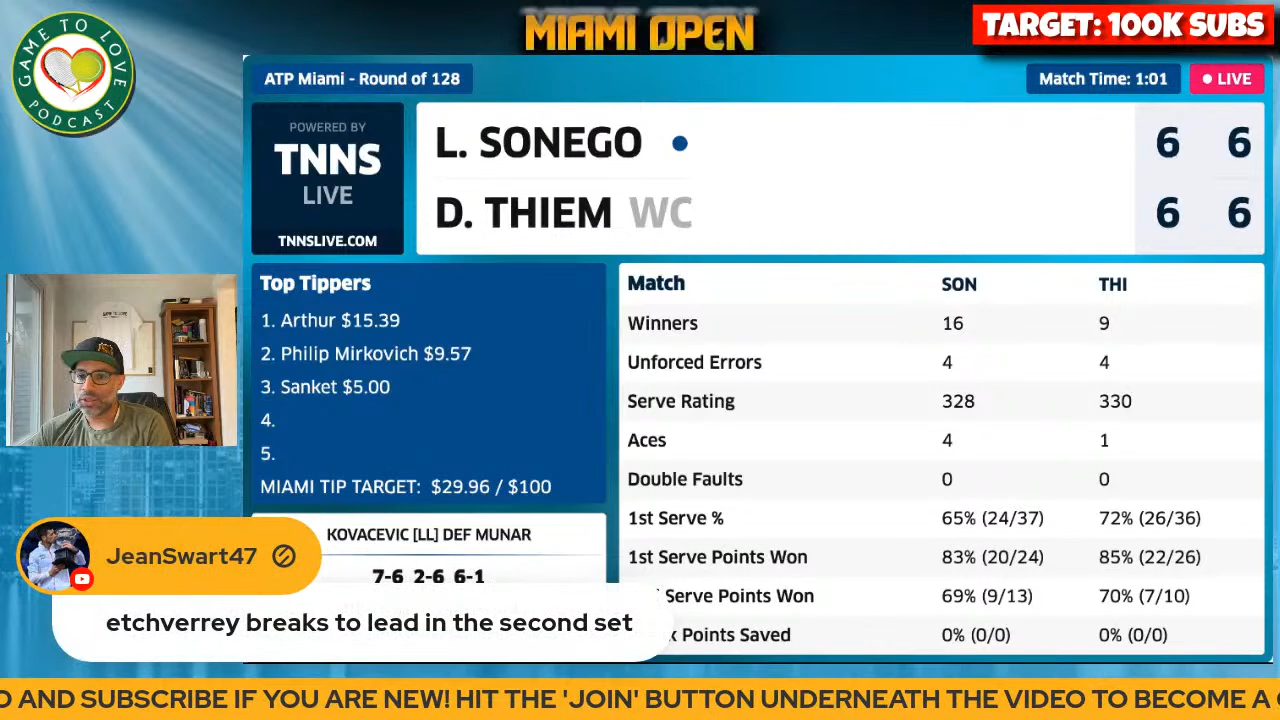 GAME TO LOVE
PODCAST
MIAMI OPEN
TARGET: 100K SUBS
ATP Miami - Round of 128
Match Time: 1:01
LIVE
POWERED BY
TNNS
LIVE
TNNSLIVE.COM
L. SONEGO 6 6
D. THIEM WC 6 6
Top Tippers
1. Arthur $15.39
2. Philip Mirkovich $9.57
3. Sanket $5.00
4.
5.
MIAMI TIP TARGET: $29.96 / $100
KOVACEVIC [LL] DEF MUNAR
7-6 2-6 6-1
Match SON THI
Winners 16 9
Unforced Errors 4 4
Serve Rating 328 330
Aces 4 1
Double Faults 0 0
1st Serve % 65% (24/37) 72% (26/36)
1st Serve Points Won 83% (20/24) 85% (22/26)
Serve Points Won 69% (9/13) 70% (7/10)
Points Saved 0% (0/0) 0% (0/0)
JeanSwart47
etchverrey breaks to lead in the second set
AND SUBSCRIBE IF YOU ARE NEW! HIT THE 'JOIN' BUTTON UNDERNEATH THE VIDEO TO BECOME A